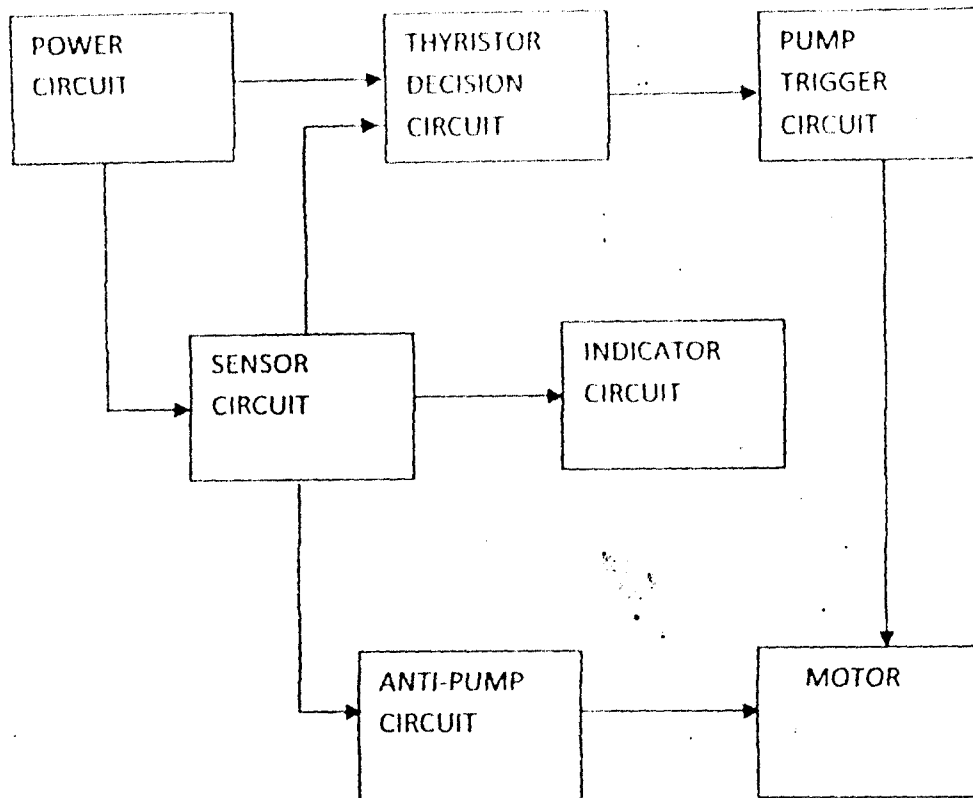 POWER
CIRCUIT
THYRISTOR
DECISION
CIRCUIT
PUMP
TRIGGER
CIRCUIT
SENSOR
CIRCUIT
INDICATOR
CIRCUIT
ANTI-PUMP
CIRCUIT
MOTOR